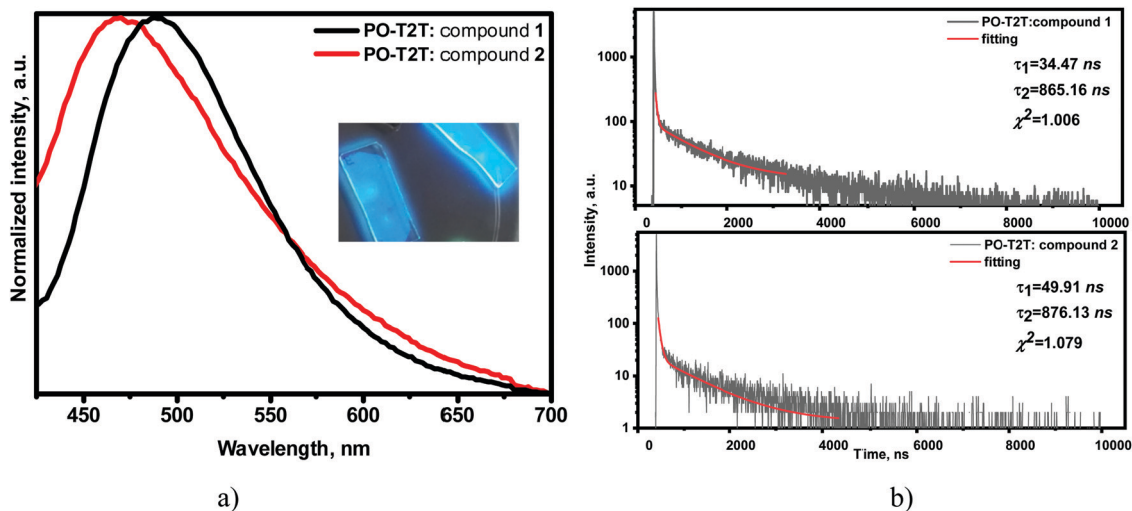 PO-T2T: compound 1
PO-T2T: compound 2
Normalized intensity, a.u.
450 500 550 600 650 700
Wavelength, nm
a)
PO-T2T:compound 1
fitting
τ1=34.47 ns
τ2=865.16 ns
χ2=1.006
1000
100
10
0 2000 4000 6000 8000 10000
Intensity, a.u.
PO-T2T: compound 2
fitting
τ1=49.91 ns
τ2=876.13 ns
χ2=1.079
1000
100
10
1
0 2000 4000 6000 8000 10000
Time, ns
b)